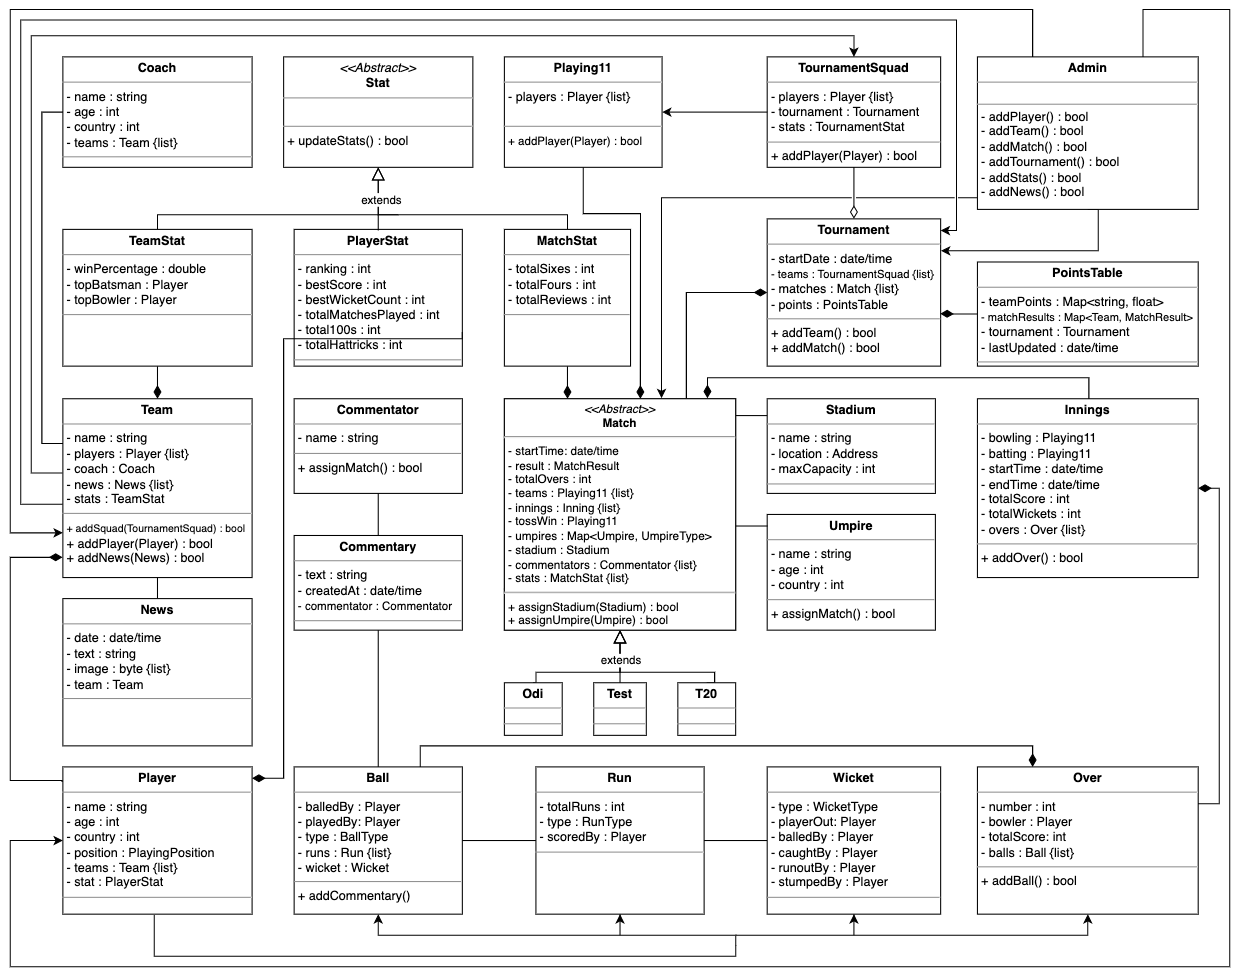 Coach
- name : string
- age : int
- country : int
- teams : Team {list}
<<Abstract>>
Stat
+ updateStats() : bool
Playing11
- players : Player {list}
+ addPlayer(Player) : bool
TournamentSquad
- players : Player {list}
- tournament : Tournament
- stats : TournamentStat
+ addPlayer(Player) : bool
Admin
- addPlayer() : bool
- addTeam() : bool
- addMatch() : bool
- addTournament() : bool
- addStats() : bool
- addNews() : bool
extends
TeamStat
- winPercentage : double
- topBatsman : Player
- topBowler : Player
PlayerStat
- ranking : int
- bestScore : int
- bestWicketCount : int
- totalMatchesPlayed : int
- total100s : int
- totalHattricks : int
MatchStat
- totalSixes : int
- totalFours : int
- totalReviews : int
Tournament
- startDate : date/time
- teams : TournamentSquad {list}
- matches : Match {list}
- points : PointsTable
+ addTeam() : bool
+ addMatch() : bool
PointsTable
- teamPoints : Map<string, float>
- matchResults : Map<Team, MatchResult>
- tournament : Tournament
- lastUpdated : date/time
Team
- name : string
- players : Player {list}
- coach : Coach
- news : News {list}
- stats : TeamStat
+ addSquad(TournamentSquad) : bool
+ addPlayer(Player) : bool
+ addNews(News) : bool
Commentator
- name : string
+ assignMatch() : bool
<<Abstract>>
Match
- startTime: date/time
- result : MatchResult
- totalOvers : int
- teams : Playing11 {list}
- innings : Inning {list}
- tossWin : Playing11
- umpires : Map<Umpire, UmpireType>
- stadium : Stadium
- commentators : Commentator {list}
- stats : MatchStat {list}
+ assignStadium(Stadium) : bool
+ assignUmpire(Umpire) : bool
Stadium
- name : string
- location : Address
- maxCapacity : int
Innings
- bowling : Playing11
- batting : Playing11
- startTime : date/time
- endTime : date/time
- totalScore : int
- totalWickets : int
- overs : Over {list}
+ addOver() : bool
Commentary
- text : string
- createdAt : date/time
- commentator : Commentator
Umpire
- name : string
- age : int
- country : int
+ assignMatch() : bool
News
- date : date/time
- text : string
- image : byte {list}
- team : Team
extends
Odi
Test
T20
Player
- name : string
- age : int
- country : int
- position : PlayingPosition
- teams : Team {list}
- stat : PlayerStat
Ball
- balledBy : Player
- playedBy: Player
- type : BallType
- runs : Run {list}
- wicket : Wicket
+ addCommentary()
Run
- totalRuns : int
- type : RunType
- scoredBy : Player
Wicket
- type : WicketType
- playerOut: Player
- balledBy : Player
- caughtBy : Player
- runoutBy : Player
- stumpedBy : Player
Over
- number : int
- bowler : Player
- totalScore: int
- balls : Ball {list}
+ addBall() : bool